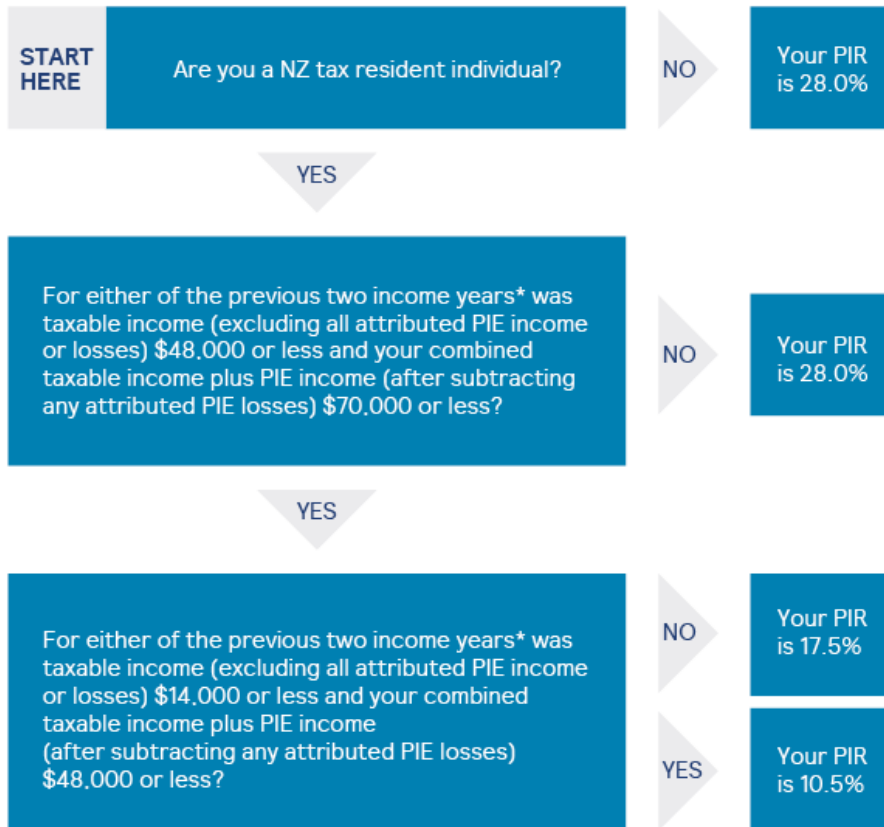 START
HERE
Are you a NZ tax resident individual?
NO
Your PIR
is 28.0%
YES
For either of the previous two income years* was
taxable income (excluding all attributed PIE income
or losses) $48,000 or less and your combined
taxable income plus PIE income (after subtracting
any attributed PIE losses) $70,000 or less?
NO
Your PIR
is 28.0%
YES
For either of the previous two income years* was
taxable income (excluding all attributed PIE income
or losses) $14,000 or less and your combined
taxable income plus PIE income
(after subtracting any attributed PIE losses)
$48,000 or less?
NO
Your PIR
is 17.5%
YES
Your PIR
is 10.5%